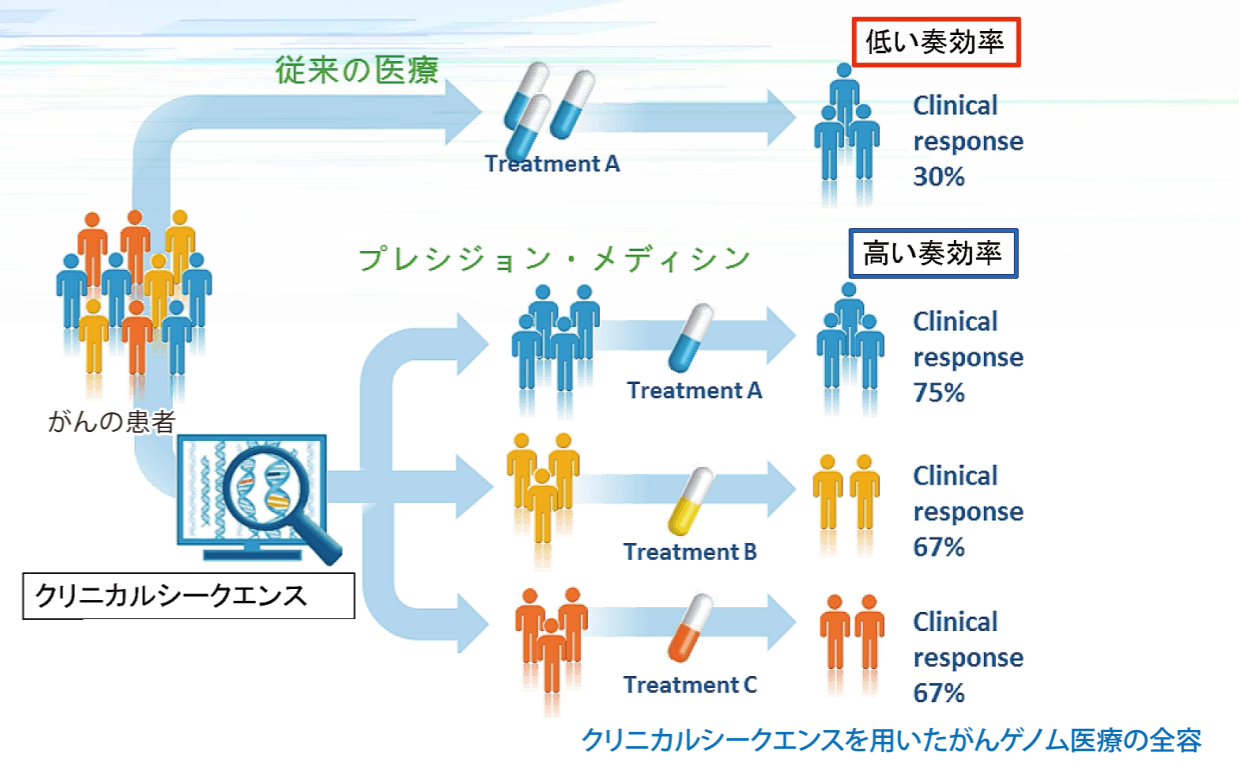 低い奏効率
従来の医療
Clinical
response
30%
Treatment A
プレシジョン・メディシン
高い奏効率
Clinical
response
75%
Treatment A
がんの患者
Clinical
response
67%
Treatment B
クリニカルシークエンス
Clinical
response
67%
Treatment C
クリニカルシークエンスを用いたがんゲノム医療の全容